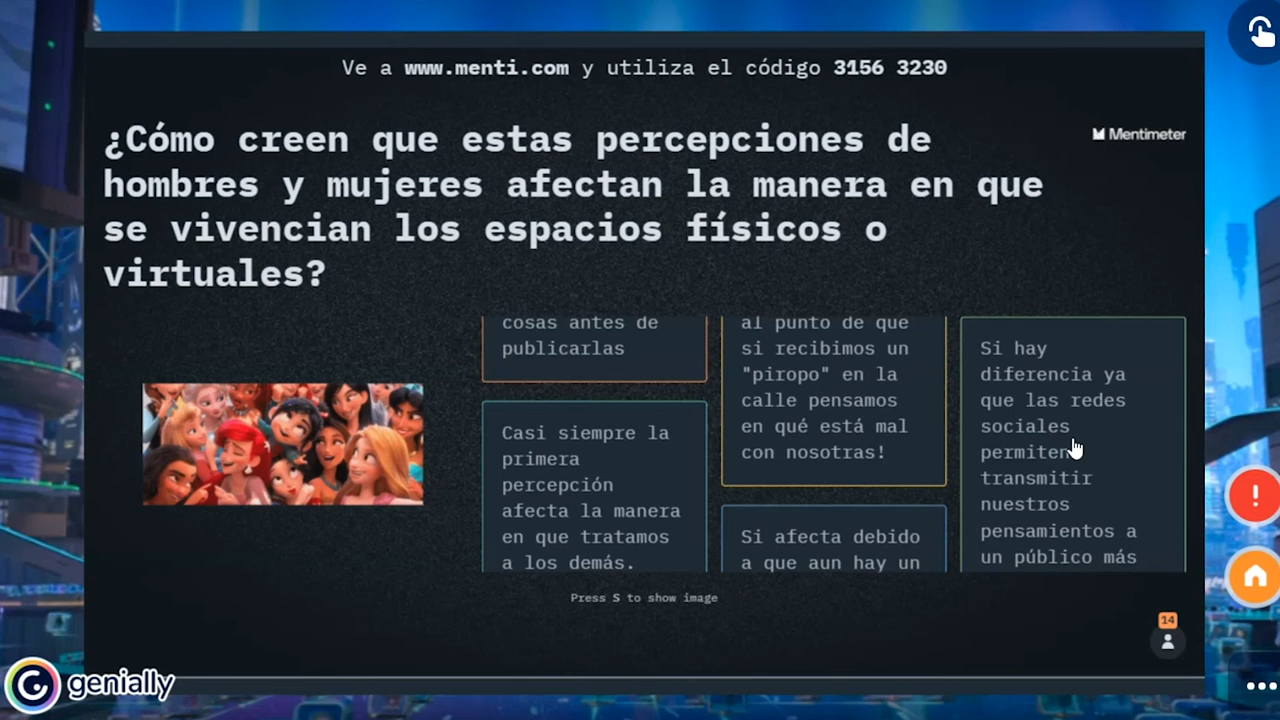 Ve a www.menti.com y utiliza el código 3156 3230
Mentimeter
¿Cómo creen que estas percepciones de
hombres y mujeres afectan la manera en que
se vivencian los espacios físicos o
virtuales?
cosas antes de
publicarlas
Casi siempre la
primera
percepción
afecta la manera
en que tratamos
a los demás.
al punto de que
si recibimos un
"piropo" en la
calle pensamos
en qué está mal
con nosotras!
Si afecta debido
a que aun hay un
Si hay
diferencia ya
que las redes
sociales
permiten
transmitir
nuestros
pensamientos a
un público más
Press S to show image
14
genially